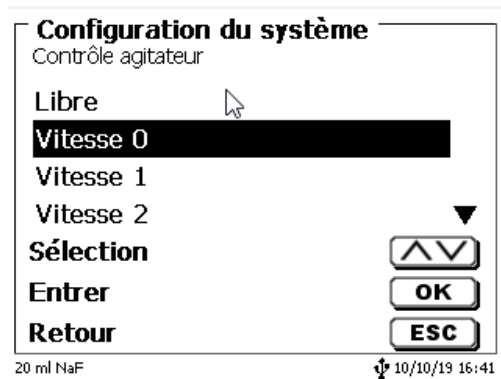 Configuration du système
Contrôle agitateur
Libre
Vitesse 0
Vitesse 1
Vitesse 2
Sélection
Entrer OK
Retour ESC
20 ml NaF 10/10/19 16:41